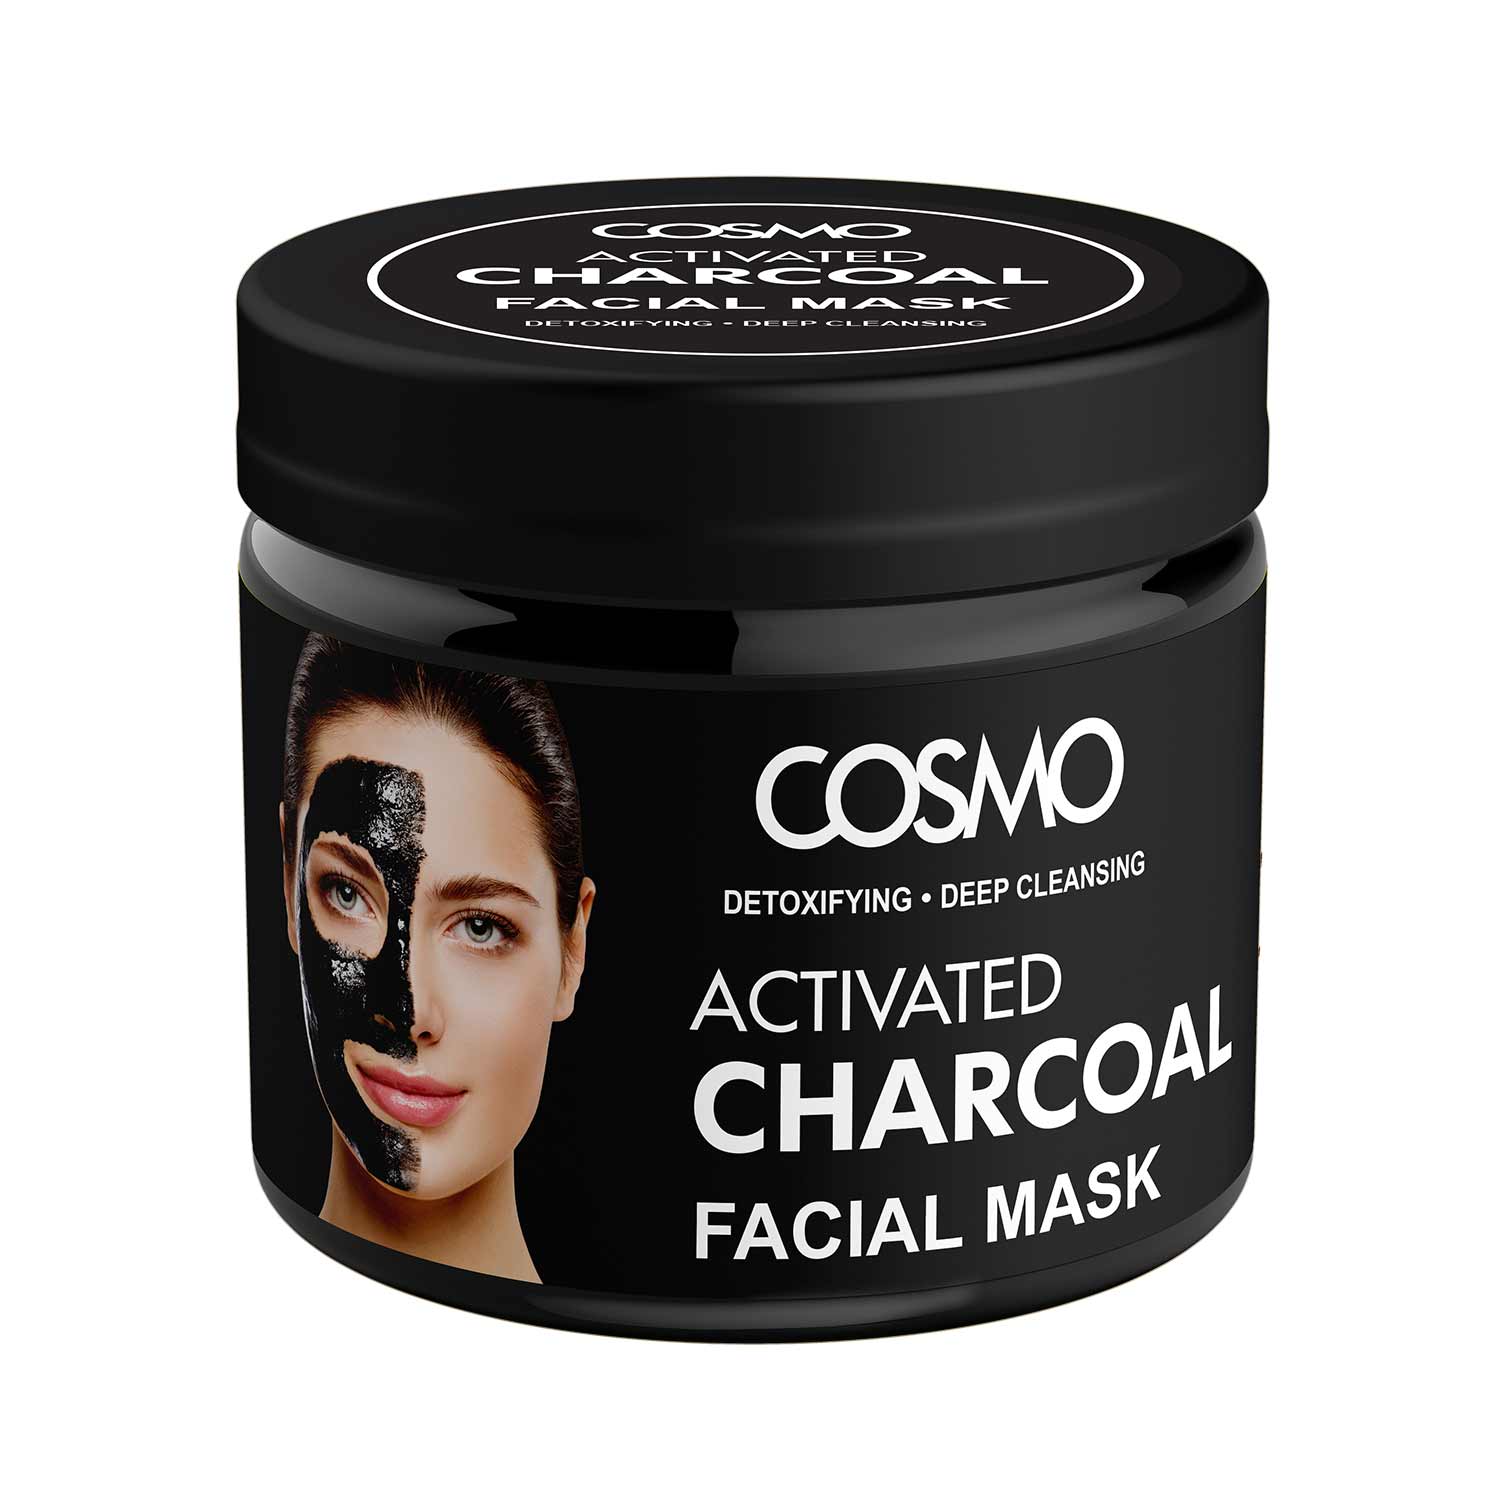 COSMO
ACTIVATED
CHARCOAL
FACIAL MASK
DETOXIFYING • DEEP CLEANSING
COSMO
DETOXIFYING • DEEP CLEANSING
ACTIVATED
CHARCOAL
FACIAL MASK